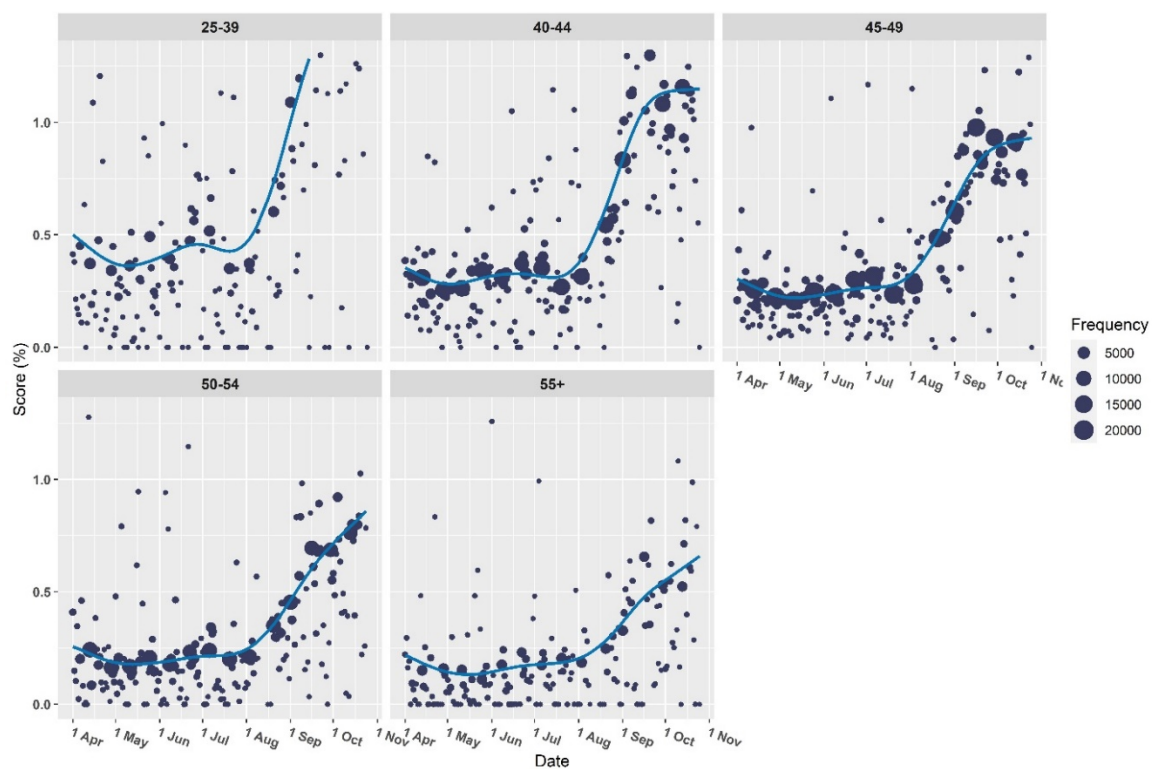 25-39 40-44 45-49
1.0
0.5
0.0
1 Apr 1 May 1 Jun 1 Jul 1 Aug 1 Sep 1 Oct 1 Nc
Frequency
5000
10000
15000
20000
Score (%)
50-54 55+
1.0
0.5
0.0
1 Apr 1 May 1 Jun 1 Jul 1 Aug 1 Sep 1 Oct 1 Nov 1 Apr 1 May 1 Jun 1 Jul 1 Aug 1 Sep 1 Oct 1 Nov
Date